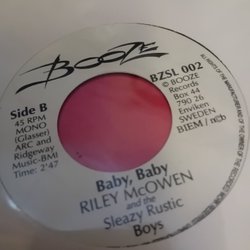 BOOZE
Side B
45 RPM
MONO
(Glasser)
ARC and
Ridgeway
Music-BMI
Time: 2'47
BZSL 002
© BOOZE
Records
Box 44
790 26
Enviken
SWEDEN
BIEM / ncb
Baby, Baby
RILEY McOWEN
and the
Sleazy Rustic
Boys